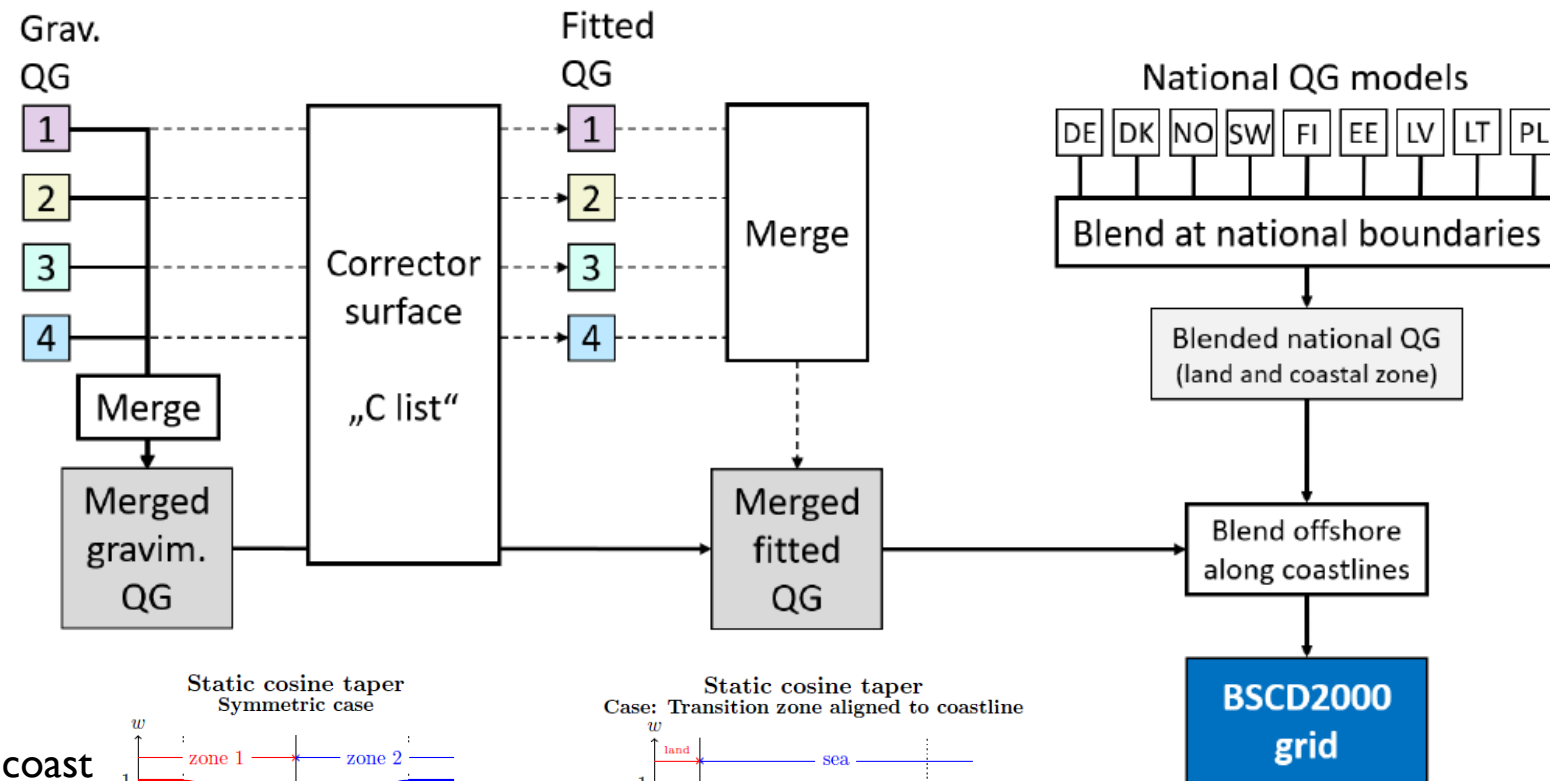 Grav.
QG
1
2
3
4
Merge
Merged
gravim.
QG
Corrector
surface
„C list“
Fitted
QG
1
2
3
4
Merge
Merged
fitted
QG
National QG models
DE DK NO SW FI EE LV LT PL
Blend at national boundaries
Blended national QG
(land and coastal zone)
Blend offshore
along coastlines
BSCD2000
grid
Static cosine taper
Symmetric case
w
zone 1 zone 2
1
coast
Static cosine taper
Case: Transition zone aligned to coastline
w
land sea
1